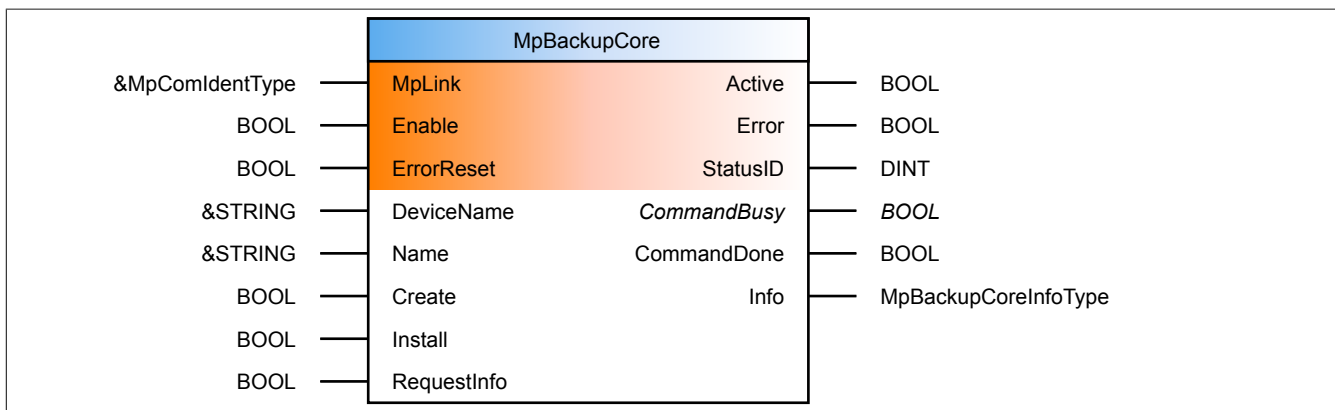 MpBackupCore
&MpComIdentType MpLink Active BOOL
BOOL Enable Error BOOL
BOOL ErrorReset StatusID DINT
&STRING DeviceName CommandBusy BOOL
&STRING Name CommandDone BOOL
BOOL Create Info MpBackupCoreInfoType
BOOL Install
BOOL RequestInfo